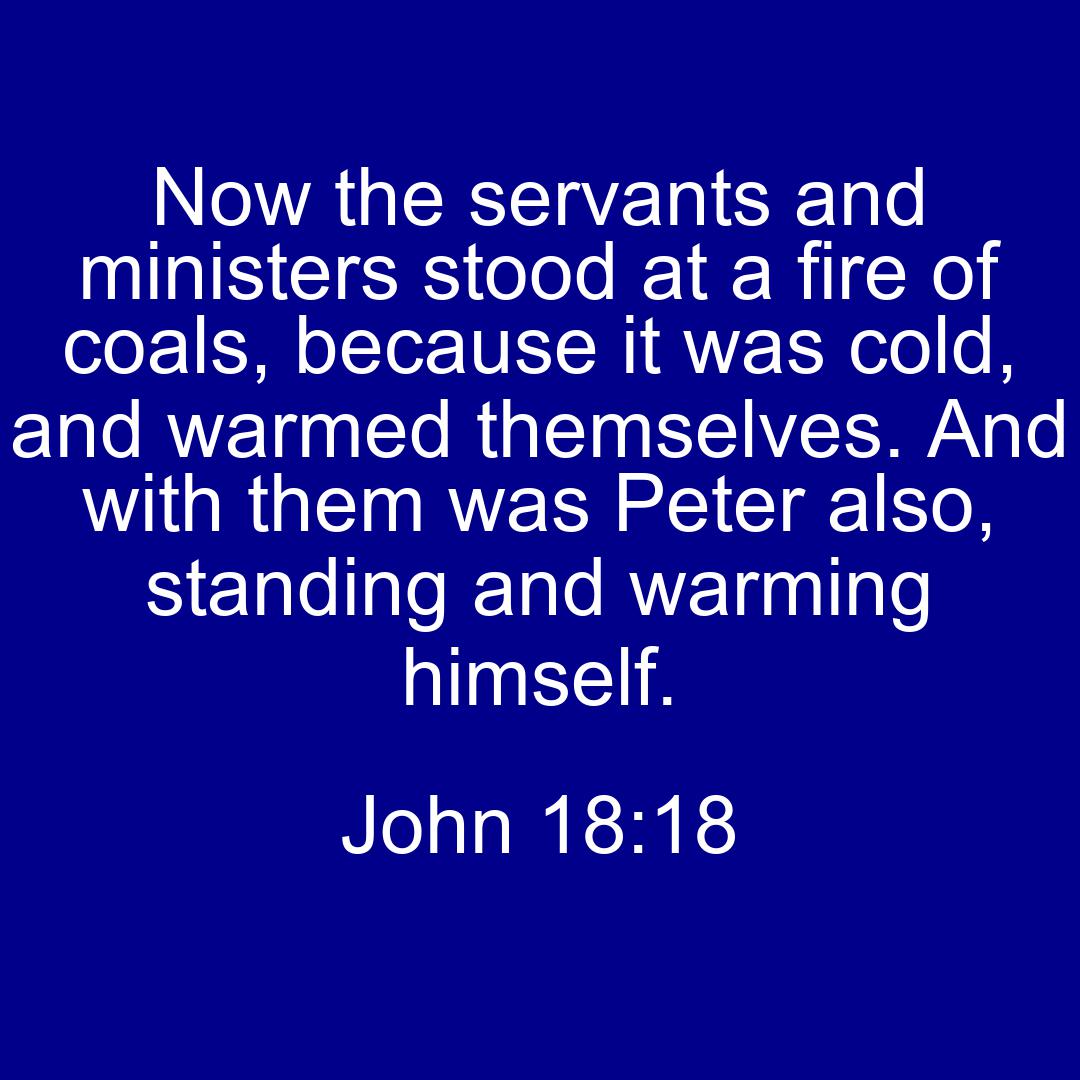 Now the servants and
ministers stood at a fire of
coals, because it was cold,
and warmed themselves. And
with them was Peter also,
standing and warming
himself.
John 18:18